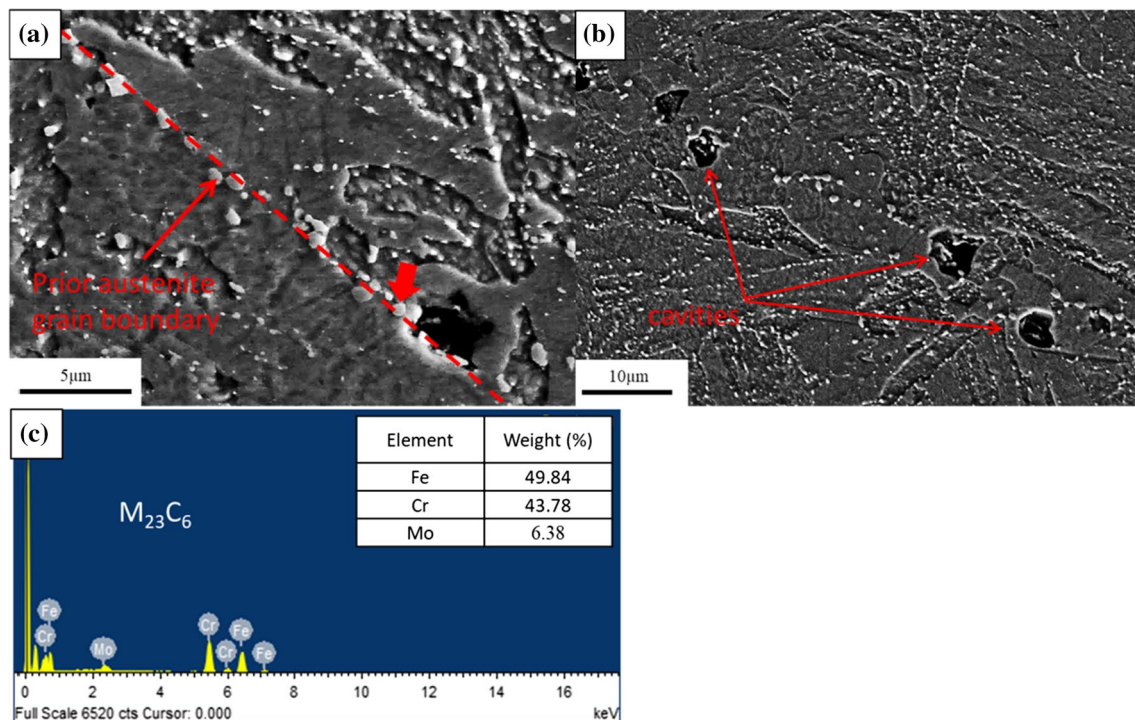 (a)
Prior austenite
grain boundary
5μm
(b)
cavities
10μm
(c)
M₂₃C₆
Element Weight (%)
Fe 49.84
Cr 43.78
Mo 6.38
Fe
Cr
Mo
Cr
Cr
Fe
Fe
0 2 4 6 8 10 12 14 16
Full Scale 6520 cts Cursor: 0.000 keV